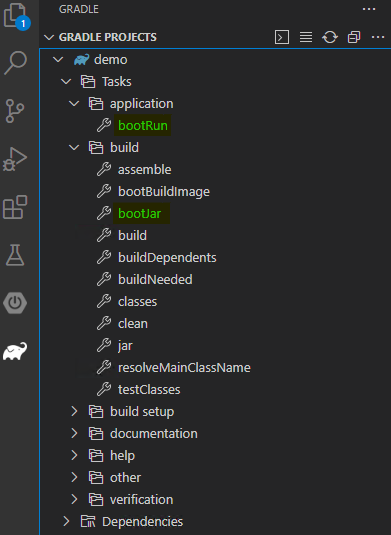 GRADLE
GRADLE PROJECTS
1
demo
Tasks
application
bootRun
build
assemble
bootBuildImage
bootJar
build
buildDependents
buildNeeded
classes
clean
jar
resolveMainClassName
testClasses
build setup
documentation
help
other
verification
Dependencies